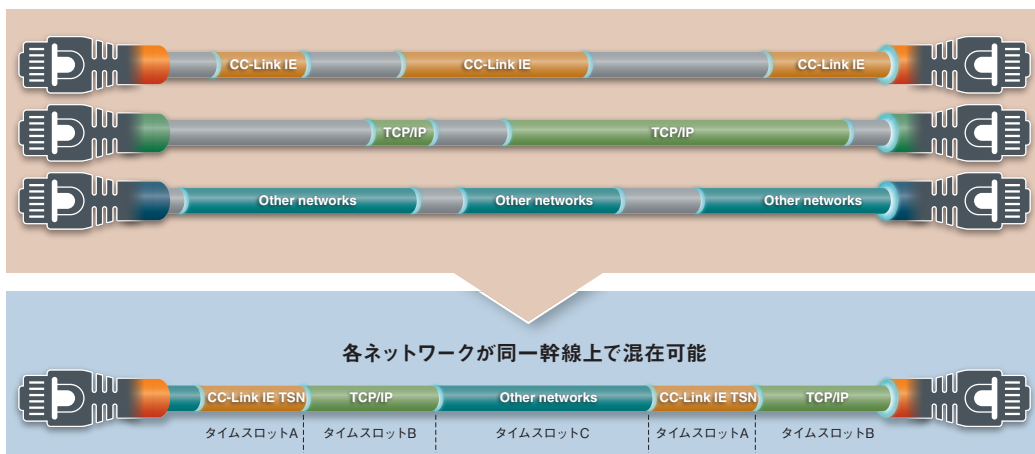 CC-Link IE CC-Link IE CC-Link IE
TCP/IP TCP/IP
Other networks Other networks Other networks
各ネットワークが同一幹線上で混在可能
CC-Link IE TSN TCP/IP Other networks CC-Link IE TSN TCP/IP
タイムスロットA タイムスロットB タイムスロットC タイムスロットA タイムスロットB